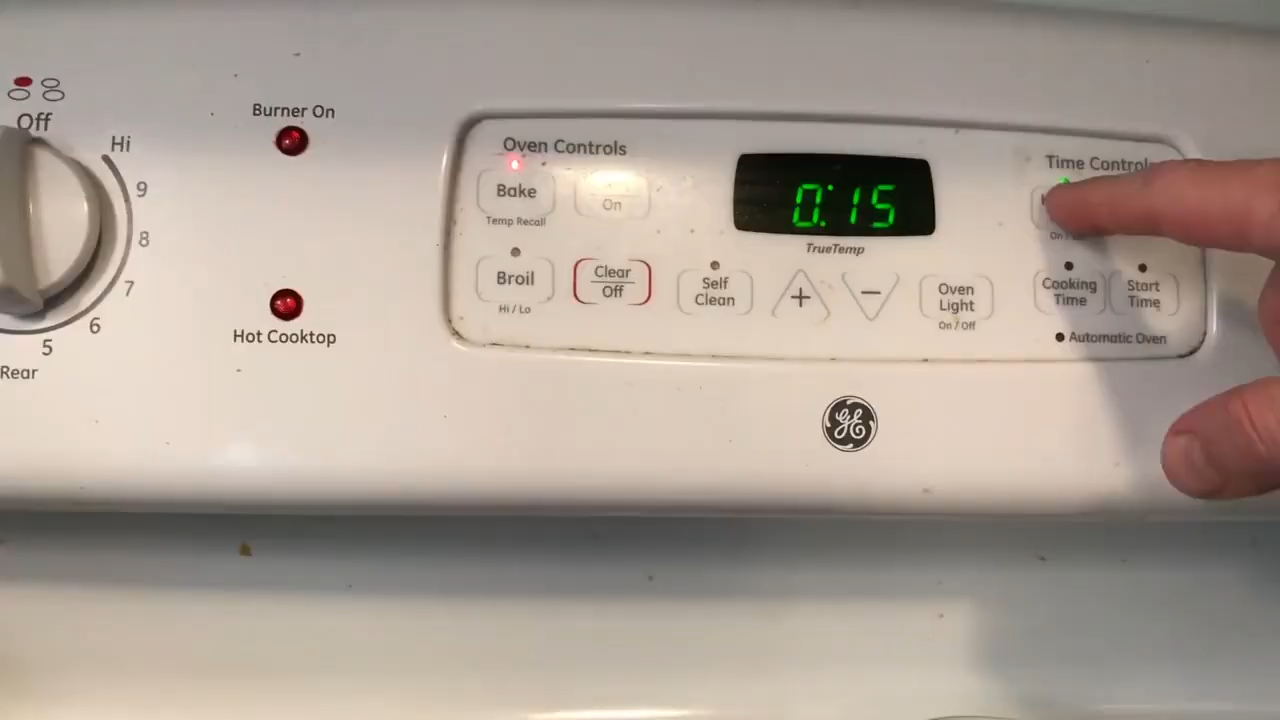 Off
Hi
9
8
7
6
5
Rear
Burner On
Hot Cooktop
Oven Controls
Bake
Temp Recall
On
Broil
Hi / Lo
Clear
Off
Self
Clean
0:15
TrueTemp
+
−
Oven
Light
On / Off
Time
Cooking
Time
Start
Time
Automatic Oven
GE